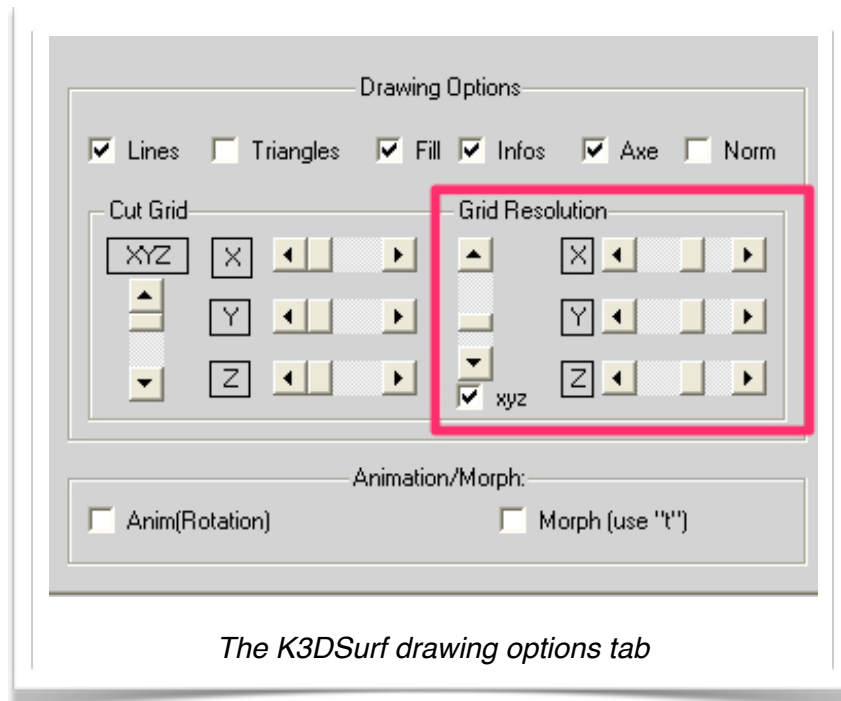 Drawing Options
Lines Triangles Fill Infos Axe Norm
Cut Grid Grid Resolution
XYZ X X
Y Y
Z Z
xyz
Animation/Morph:
Anim(Rotation) Morph (use "t")
The K3DSurf drawing options tab